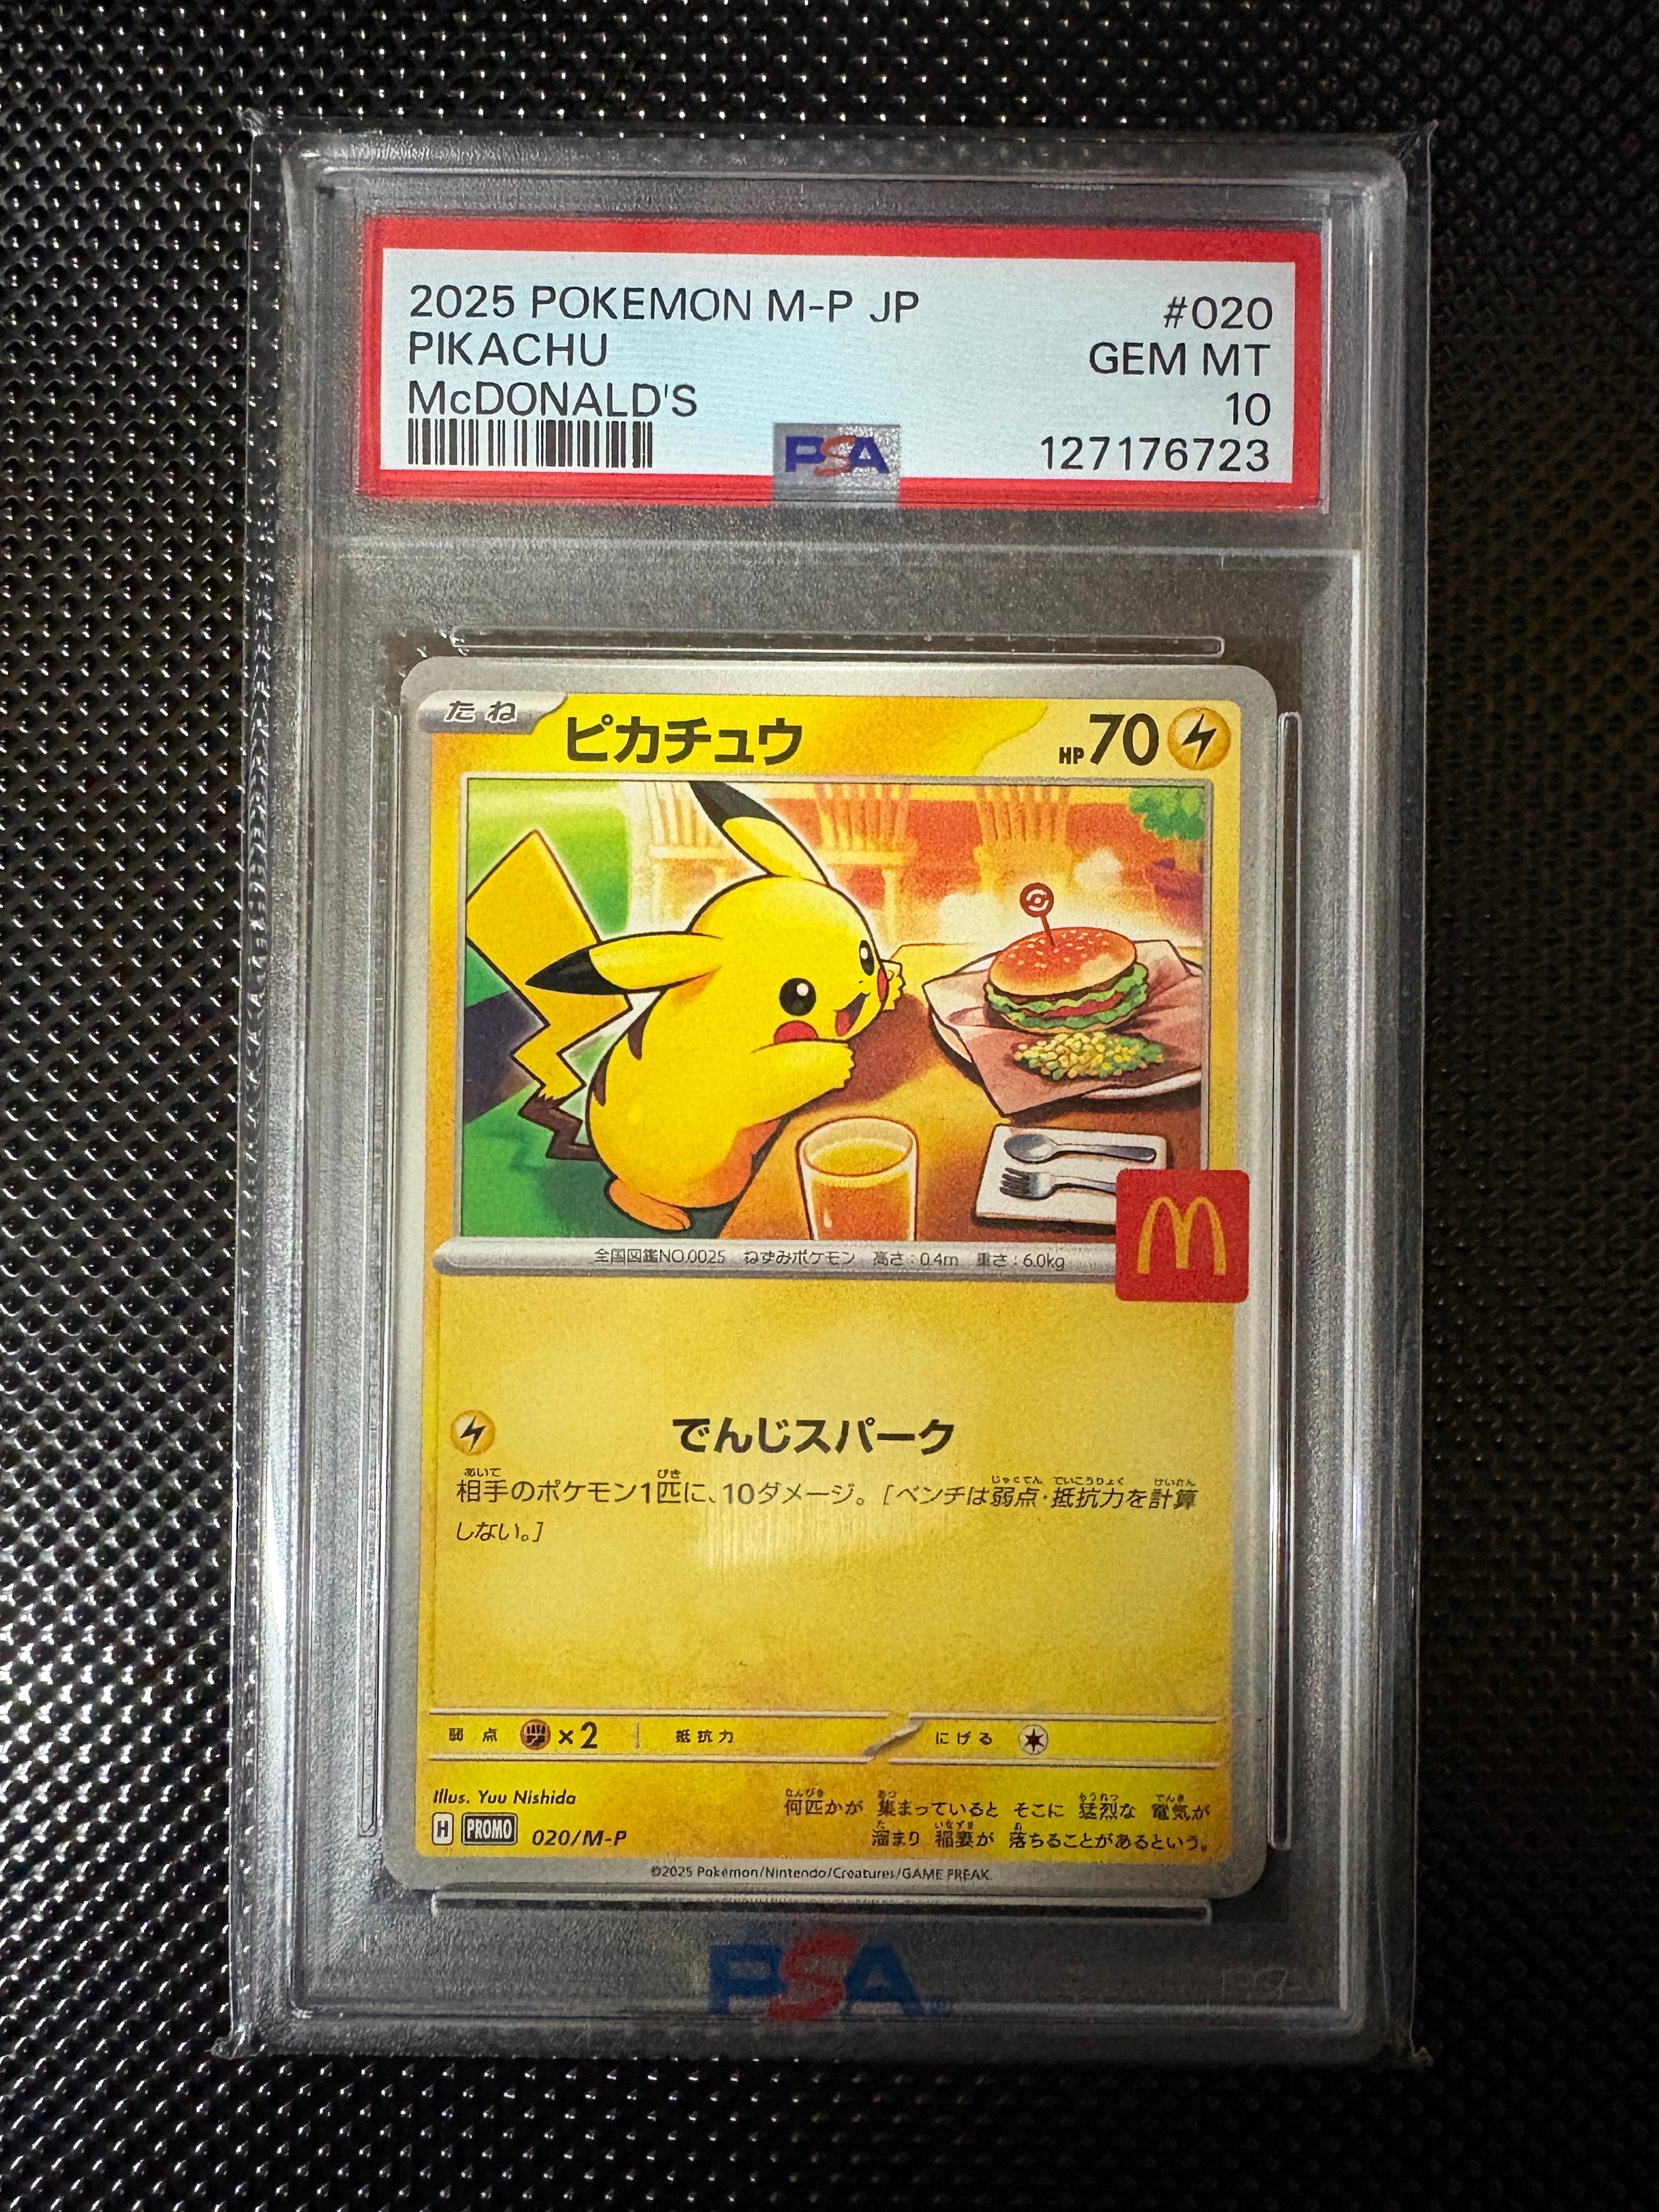 2025 POKEMON M-P JP #020
PIKACHU GEM MT
McDONALD'S 10
PSA 127176723
たね ピカチュウ HP70
全国図鑑NO.0025 ねずみポケモン 高さ:0.4m 重さ:6.0kg
でんじスパーク
相手のポケモン1匹に、10ダメージ。[ベンチは弱点・抵抗力を計算
しない。]
弱点 ×2 抵抗力 にげる
Illus. Yuu Nishida
何匹かが 集まっていると そこに 猛烈な 電気が
溜まり 稲妻が 落ちることがあるという。
H PROMO 020/M-P
©2025 Pokémon/Nintendo/Creatures/GAME FREAK.
PSA